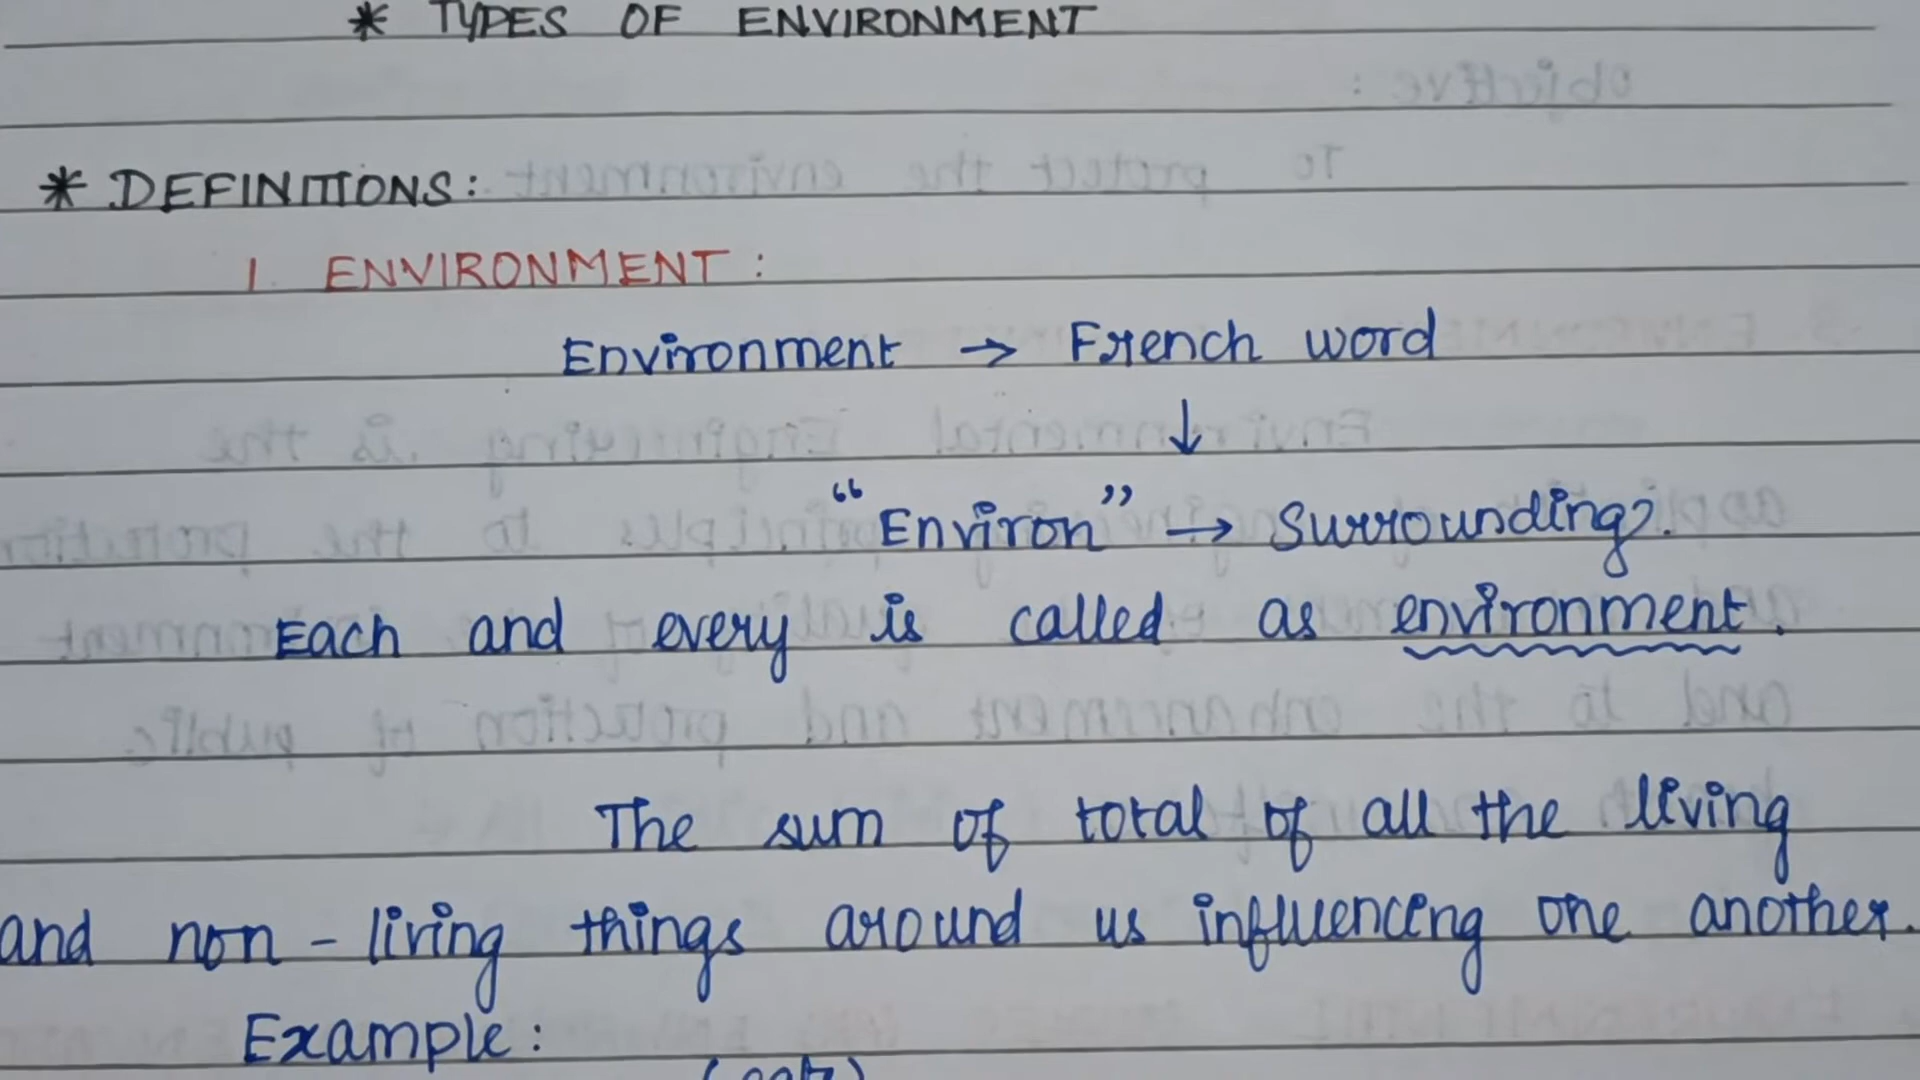 * TYPES OF ENVIRONMENT
* DEFINITIONS:
1. ENVIRONMENT:
Environment → French word
↓
“Environ” → Surroundings.
Each and every is called as environment.
The sum of total of all the living
and non-living things around us influencing one another.
Example: